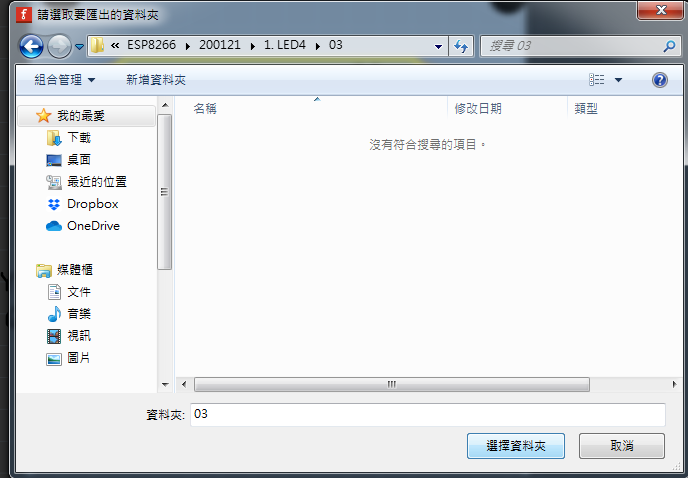 請選取要匯出的資料夾
« ESP8266 ▸ 200121 ▸ 1. LED4 ▸ 03
搜尋 03
組合管理 ▼ 新增資料夾
名稱 修改日期 類型
沒有符合搜尋的項目。
我的最愛
下載
桌面
最近的位置
Dropbox
OneDrive
媒體櫃
文件
音樂
視訊
圖片
資料夾: 03
選擇資料夾 取消